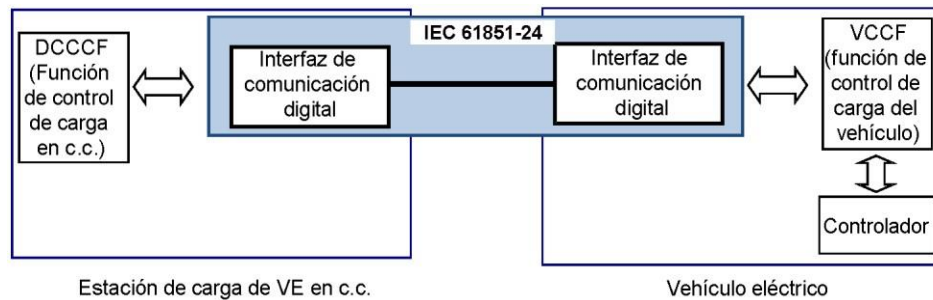 IEC 61851-24
DCCCF
(Función
de control
de carga
en c.c.)
Interfaz de
comunicación
digital
Interfaz de
comunicación
digital
VCCF
(función de
control de
carga del
vehículo)
Controlador
Estación de carga de VE en c.c.
Vehículo eléctrico